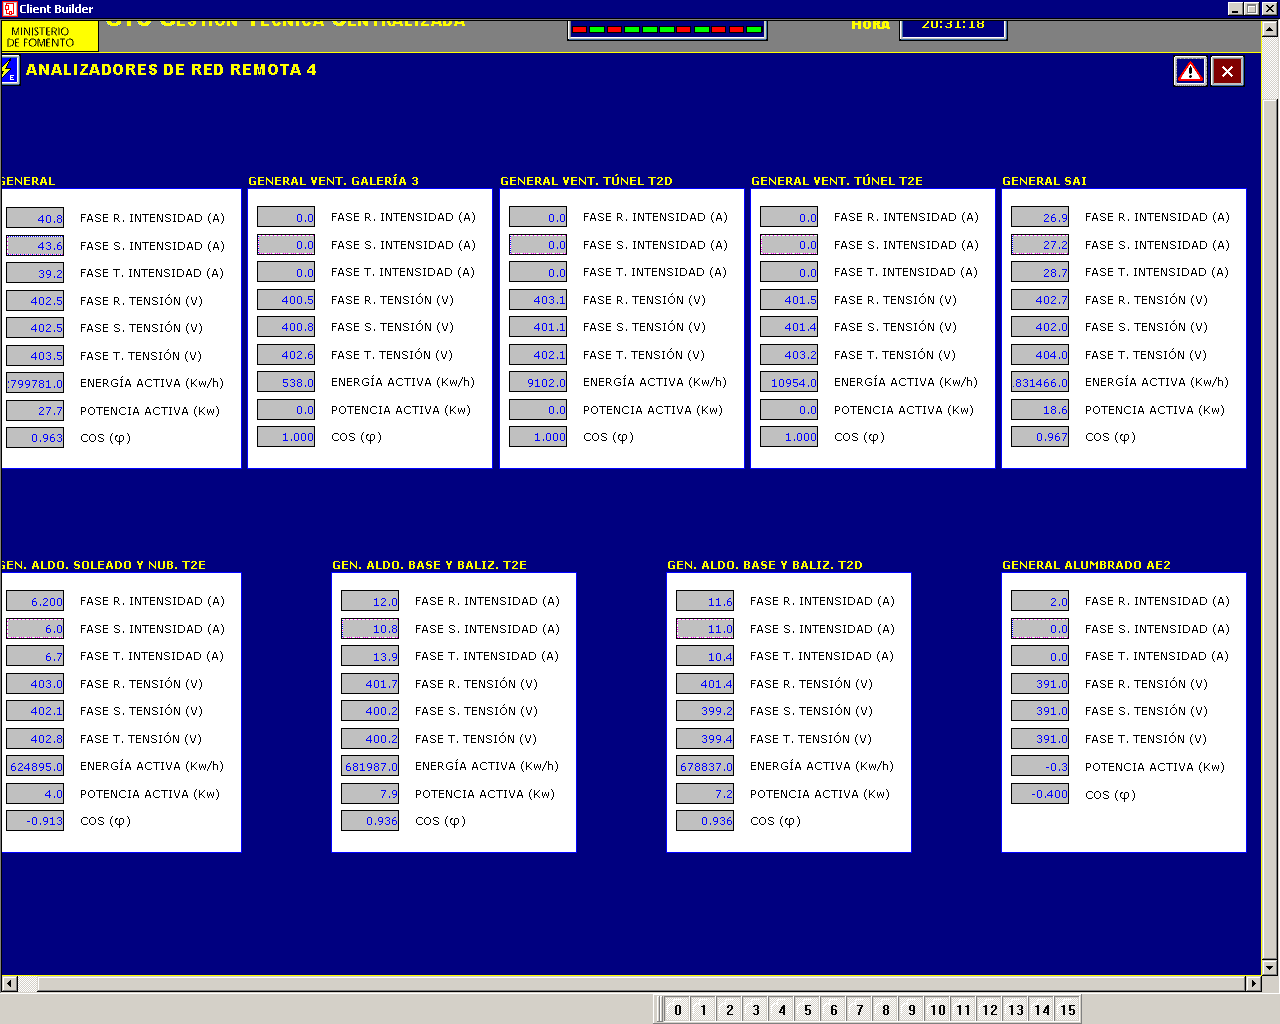 Client Builder
MINISTERIO
DE FOMENTO
CTC GESTIÓN TÉCNICA CENTRALIZADA
HORA
20:31:18
E
ANALIZADORES DE RED REMOTA 4
GENERAL
40.8 FASE R. INTENSIDAD (A)
43.6 FASE S. INTENSIDAD (A)
39.2 FASE T. INTENSIDAD (A)
402.5 FASE R. TENSIÓN (V)
402.5 FASE S. TENSIÓN (V)
403.5 FASE T. TENSIÓN (V)
799781.0 ENERGÍA ACTIVA (Kw/h)
27.7 POTENCIA ACTIVA (Kw)
0.963 COS (φ)
GENERAL VENT. GALERÍA 3
0.0 FASE R. INTENSIDAD (A)
0.0 FASE S. INTENSIDAD (A)
0.0 FASE T. INTENSIDAD (A)
400.5 FASE R. TENSIÓN (V)
400.8 FASE S. TENSIÓN (V)
402.6 FASE T. TENSIÓN (V)
538.0 ENERGÍA ACTIVA (Kw/h)
0.0 POTENCIA ACTIVA (Kw)
1.000 COS (φ)
GENERAL VENT. TÚNEL T2D
0.0 FASE R. INTENSIDAD (A)
0.0 FASE S. INTENSIDAD (A)
0.0 FASE T. INTENSIDAD (A)
403.1 FASE R. TENSIÓN (V)
401.1 FASE S. TENSIÓN (V)
402.1 FASE T. TENSIÓN (V)
9102.0 ENERGÍA ACTIVA (Kw/h)
0.0 POTENCIA ACTIVA (Kw)
1.000 COS (φ)
GENERAL VENT. TÚNEL T2E
0.0 FASE R. INTENSIDAD (A)
0.0 FASE S. INTENSIDAD (A)
0.0 FASE T. INTENSIDAD (A)
401.5 FASE R. TENSIÓN (V)
401.4 FASE S. TENSIÓN (V)
403.2 FASE T. TENSIÓN (V)
10954.0 ENERGÍA ACTIVA (Kw/h)
0.0 POTENCIA ACTIVA (Kw)
1.000 COS (φ)
GENERAL SAI
26.9 FASE R. INTENSIDAD (A)
27.2 FASE S. INTENSIDAD (A)
28.7 FASE T. INTENSIDAD (A)
402.7 FASE R. TENSIÓN (V)
402.0 FASE S. TENSIÓN (V)
404.0 FASE T. TENSIÓN (V)
831466.0 ENERGÍA ACTIVA (Kw/h)
18.6 POTENCIA ACTIVA (Kw)
0.967 COS (φ)
GEN. ALDO. SOLEADO Y NUB. T2E
6.200 FASE R. INTENSIDAD (A)
6.0 FASE S. INTENSIDAD (A)
6.7 FASE T. INTENSIDAD (A)
403.0 FASE R. TENSIÓN (V)
402.1 FASE S. TENSIÓN (V)
402.8 FASE T. TENSIÓN (V)
624895.0 ENERGÍA ACTIVA (Kw/h)
4.0 POTENCIA ACTIVA (Kw)
-0.913 COS (φ)
GEN. ALDO. BASE Y BALIZ. T2E
12.0 FASE R. INTENSIDAD (A)
10.8 FASE S. INTENSIDAD (A)
13.9 FASE T. INTENSIDAD (A)
401.7 FASE R. TENSIÓN (V)
400.2 FASE S. TENSIÓN (V)
400.2 FASE T. TENSIÓN (V)
681987.0 ENERGÍA ACTIVA (Kw/h)
7.9 POTENCIA ACTIVA (Kw)
0.936 COS (φ)
GEN. ALDO. BASE Y BALIZ. T2D
11.6 FASE R. INTENSIDAD (A)
11.0 FASE S. INTENSIDAD (A)
10.4 FASE T. INTENSIDAD (A)
401.4 FASE R. TENSIÓN (V)
399.2 FASE S. TENSIÓN (V)
399.4 FASE T. TENSIÓN (V)
678837.0 ENERGÍA ACTIVA (Kw/h)
7.2 POTENCIA ACTIVA (Kw)
0.936 COS (φ)
GENERAL ALUMBRADO AE2
2.0 FASE R. INTENSIDAD (A)
0.0 FASE S. INTENSIDAD (A)
0.0 FASE T. INTENSIDAD (A)
391.0 FASE R. TENSIÓN (V)
391.0 FASE S. TENSIÓN (V)
391.0 FASE T. TENSIÓN (V)
-0.3 POTENCIA ACTIVA (Kw)
-0.400 COS (φ)
0 1 2 3 4 5 6 7 8 9 10 11 12 13 14 15